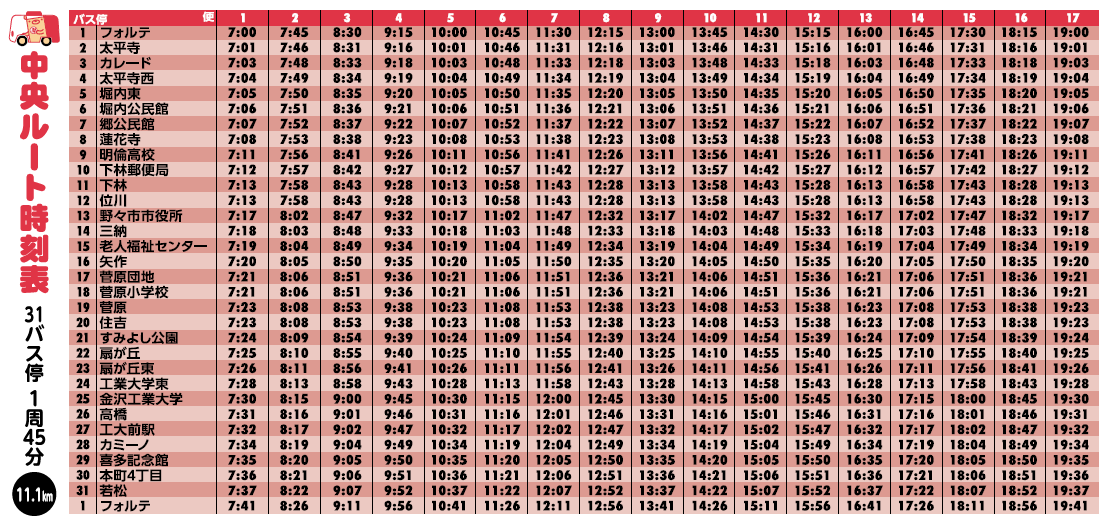 中央ルート時刻表
31バス停 1周45分
11.1km
バス停 便 1 2 3 4 5 6 7 8 9 10 11 12 13 14 15 16 17
1 フォルテ 7:00 7:45 8:30 9:15 10:00 10:45 11:30 12:15 13:00 13:45 14:30 15:15 16:00 16:45 17:30 18:15 19:00
2 太平寺 7:01 7:46 8:31 9:16 10:01 10:46 11:31 12:16 13:01 13:46 14:31 15:16 16:01 16:46 17:31 18:16 19:01
3 カレード 7:03 7:48 8:33 9:18 10:03 10:48 11:33 12:18 13:03 13:48 14:33 15:18 16:03 16:48 17:33 18:18 19:03
4 太平寺西 7:04 7:49 8:34 9:19 10:04 10:49 11:34 12:19 13:04 13:49 14:34 15:19 16:04 16:49 17:34 18:19 19:04
5 堀内東 7:05 7:50 8:35 9:20 10:05 10:50 11:35 12:20 13:05 13:50 14:35 15:20 16:05 16:50 17:35 18:20 19:05
6 堀内公民館 7:06 7:51 8:36 9:21 10:06 10:51 11:36 12:21 13:06 13:51 14:36 15:21 16:06 16:51 17:36 18:21 19:06
7 郷公民館 7:07 7:52 8:37 9:22 10:07 10:52 11:37 12:22 13:07 13:52 14:37 15:22 16:07 16:52 17:37 18:22 19:07
8 蓮花寺 7:08 7:53 8:38 9:23 10:08 10:53 11:38 12:23 13:08 13:53 14:38 15:23 16:08 16:53 17:38 18:23 19:08
9 明倫高校 7:11 7:56 8:41 9:26 10:11 10:56 11:41 12:26 13:11 13:56 14:41 15:26 16:11 16:56 17:41 18:26 19:11
10 下林郵便局 7:12 7:57 8:42 9:27 10:12 10:57 11:42 12:27 13:12 13:57 14:42 15:27 16:12 16:57 17:42 18:27 19:12
11 下林 7:13 7:58 8:43 9:28 10:13 10:58 11:43 12:28 13:13 13:58 14:43 15:28 16:13 16:58 17:43 18:28 19:13
12 位川 7:13 7:58 8:43 9:28 10:13 10:58 11:43 12:28 13:13 13:58 14:43 15:28 16:13 16:58 17:43 18:28 19:13
13 野々市市役所 7:17 8:02 8:47 9:32 10:17 11:02 11:47 12:32 13:17 14:02 14:47 15:32 16:17 17:02 17:47 18:32 19:17
14 三納 7:18 8:03 8:48 9:33 10:18 11:03 11:48 12:33 13:18 14:03 14:48 15:33 16:18 17:03 17:48 18:33 19:18
15 老人福祉センター 7:19 8:04 8:49 9:34 10:19 11:04 11:49 12:34 13:19 14:04 14:49 15:34 16:19 17:04 17:49 18:34 19:19
16 矢作 7:20 8:05 8:50 9:35 10:20 11:05 11:50 12:35 13:20 14:05 14:50 15:35 16:20 17:05 17:50 18:35 19:20
17 菅原団地 7:21 8:06 8:51 9:36 10:21 11:06 11:51 12:36 13:21 14:06 14:51 15:36 16:21 17:06 17:51 18:36 19:21
18 菅原小学校 7:21 8:06 8:51 9:36 10:21 11:06 11:51 12:36 13:21 14:06 14:51 15:36 16:21 17:06 17:51 18:36 19:21
19 菅原 7:23 8:08 8:53 9:38 10:23 11:08 11:53 12:38 13:23 14:08 14:53 15:38 16:23 17:08 17:53 18:38 19:23
20 住吉 7:23 8:08 8:53 9:38 10:23 11:08 11:53 12:38 13:23 14:08 14:53 15:38 16:23 17:08 17:53 18:38 19:23
21 すみよし公園 7:24 8:09 8:54 9:39 10:24 11:09 11:54 12:39 13:24 14:09 14:54 15:39 16:24 17:09 17:54 18:39 19:24
22 扇が丘 7:25 8:10 8:55 9:40 10:25 11:10 11:55 12:40 13:25 14:10 14:55 15:40 16:25 17:10 17:55 18:40 19:25
23 扇が丘東 7:26 8:11 8:56 9:41 10:26 11:11 11:56 12:41 13:26 14:11 14:56 15:41 16:26 17:11 17:56 18:41 19:26
24 工業大学東 7:28 8:13 8:58 9:43 10:28 11:13 11:58 12:43 13:28 14:13 14:58 15:43 16:28 17:13 17:58 18:43 19:28
25 金沢工業大学 7:30 8:15 9:00 9:45 10:30 11:15 12:00 12:45 13:30 14:15 15:00 15:45 16:30 17:15 18:00 18:45 19:30
26 高橋 7:31 8:16 9:01 9:46 10:31 11:16 12:01 12:46 13:31 14:16 15:01 15:46 16:31 17:16 18:01 18:46 19:31
27 工大前駅 7:32 8:17 9:02 9:47 10:32 11:17 12:02 12:47 13:32 14:17 15:02 15:47 16:32 17:17 18:02 18:47 19:32
28 カミーノ 7:34 8:19 9:04 9:49 10:34 11:19 12:04 12:49 13:34 14:19 15:04 15:49 16:34 17:19 18:04 18:49 19:34
29 喜多記念館 7:35 8:20 9:05 9:50 10:35 11:20 12:05 12:50 13:35 14:20 15:05 15:50 16:35 17:20 18:05 18:50 19:35
30 本町4丁目 7:36 8:21 9:06 9:51 10:36 11:21 12:06 12:51 13:36 14:21 15:06 15:51 16:36 17:21 18:06 18:51 19:36
31 若松 7:37 8:22 9:07 9:52 10:37 11:22 12:07 12:52 13:37 14:22 15:07 15:52 16:37 17:22 18:07 18:52 19:37
1 フォルテ 7:41 8:26 9:11 9:56 10:41 11:26 12:11 12:56 13:41 14:26 15:11 15:56 16:41 17:26 18:11 18:56 19:41